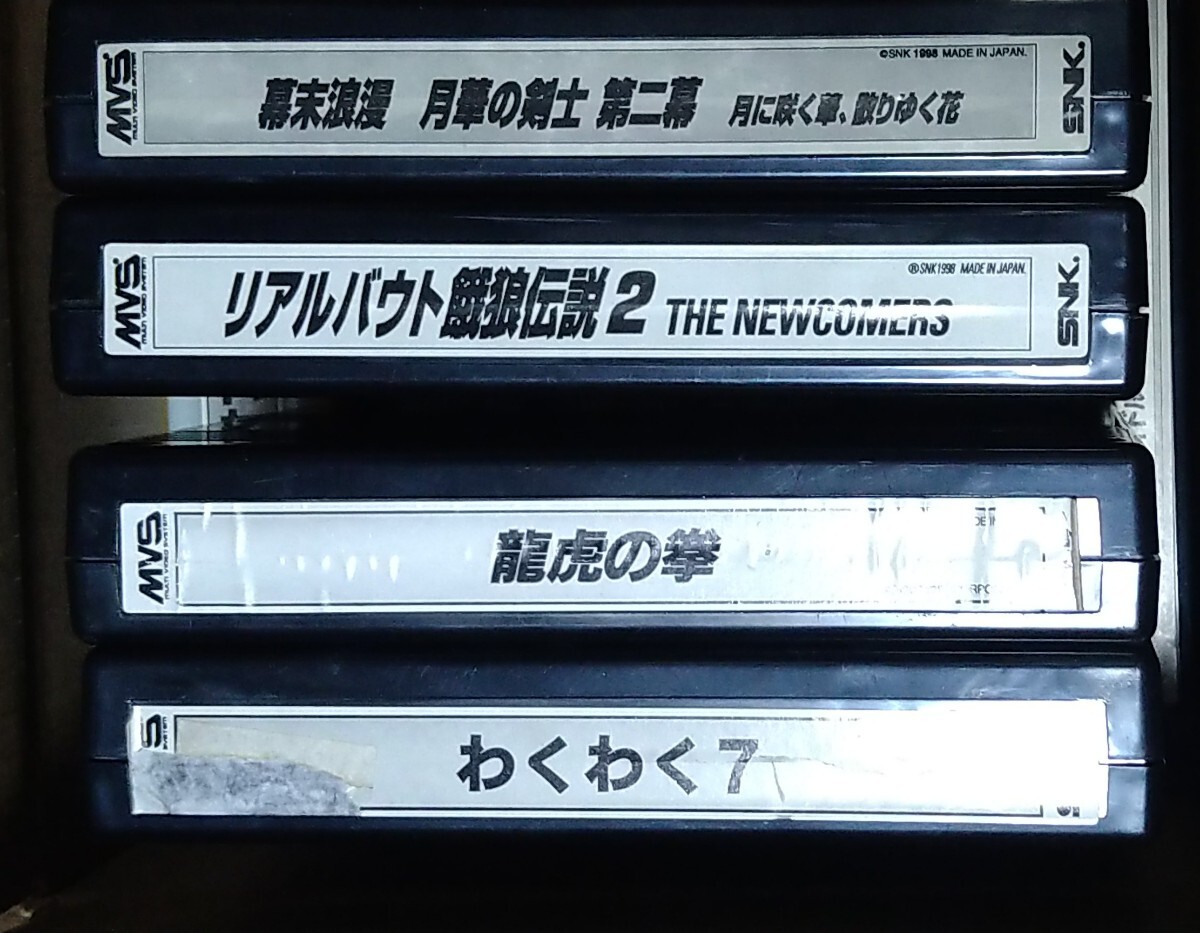 MVS
MULTI VIDEO SYSTEM
©SNK 1998 MADE IN JAPAN.
幕末浪漫 月華の剣士 第二幕 月に咲く華、散りゆく花
SNK.
MVS
MULTI VIDEO SYSTEM
®SNK 1998 MADE IN JAPAN.
リアルバウト餓狼伝説2 THE NEWCOMERS
SNK.
MVS
MULTI VIDEO SYSTEM
龍虎の拳
わくわく7